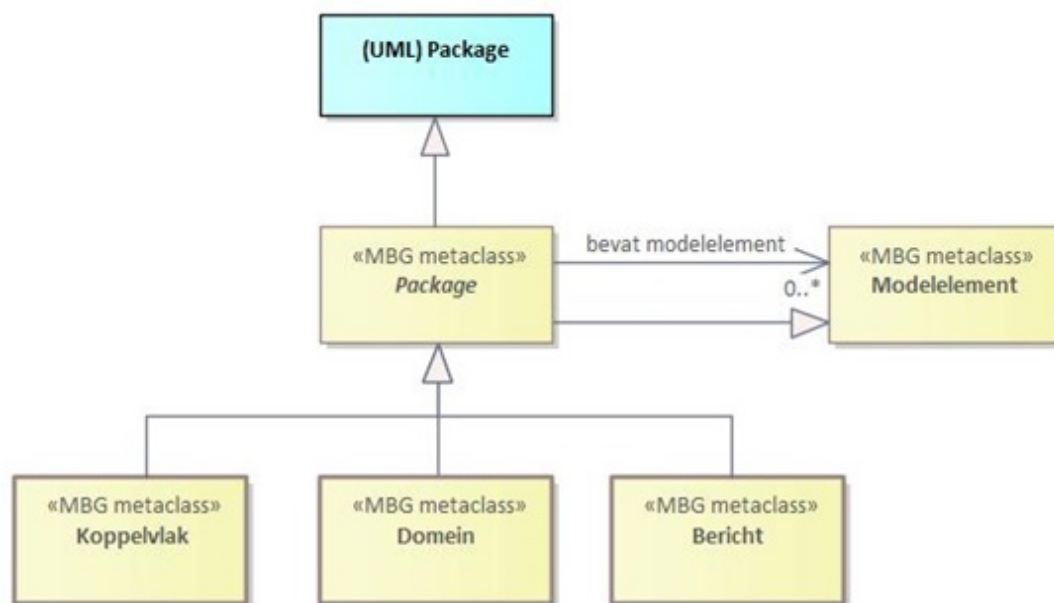 (UML) Package
«MBG metaclass»
Package
bevat modelelement
0..*
«MBG metaclass»
Modelelement
«MBG metaclass»
Koppelvlak
«MBG metaclass»
Domein
«MBG metaclass»
Bericht